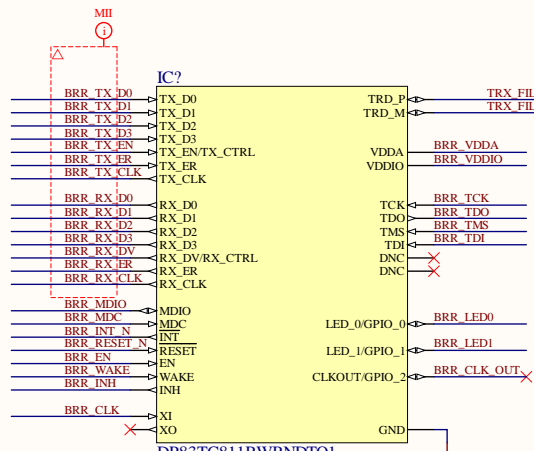 MII
i
IC?
BRR_TX_D0 TX_D0 TRD_P TRX_FIL
BRR_TX_D1 TX_D1 TRD_M TRX_FIL
BRR_TX_D2 TX_D2
BRR_TX_D3 TX_D3
BRR_TX_EN TX_EN/TX_CTRL VDDA BRR_VDDA
BRR_TX_ER TX_ER VDDIO BRR_VDDIO
BRR_TX_CLK TX_CLK
BRR_RX_D0 RX_D0 TCK BRR_TCK
BRR_RX_D1 RX_D1 TDO BRR_TDO
BRR_RX_D2 RX_D2 TMS BRR_TMS
BRR_RX_D3 RX_D3 TDI BRR_TDI
BRR_RX_DV RX_DV/RX_CTRL DNC
BRR_RX_ER RX_ER DNC
BRR_RX_CLK RX_CLK
BRR_MDIO MDIO
BRR_MDC MDC LED_0/GPIO_0 BRR_LED0
BRR_INT_N INT
BRR_RESET_N RESET LED_1/GPIO_1 BRR_LED1
BRR_EN EN
BRR_WAKE WAKE CLKOUT/GPIO_2 BRR_CLK_OUT
BRR_INH INH
BRR_CLK XI
XO GND